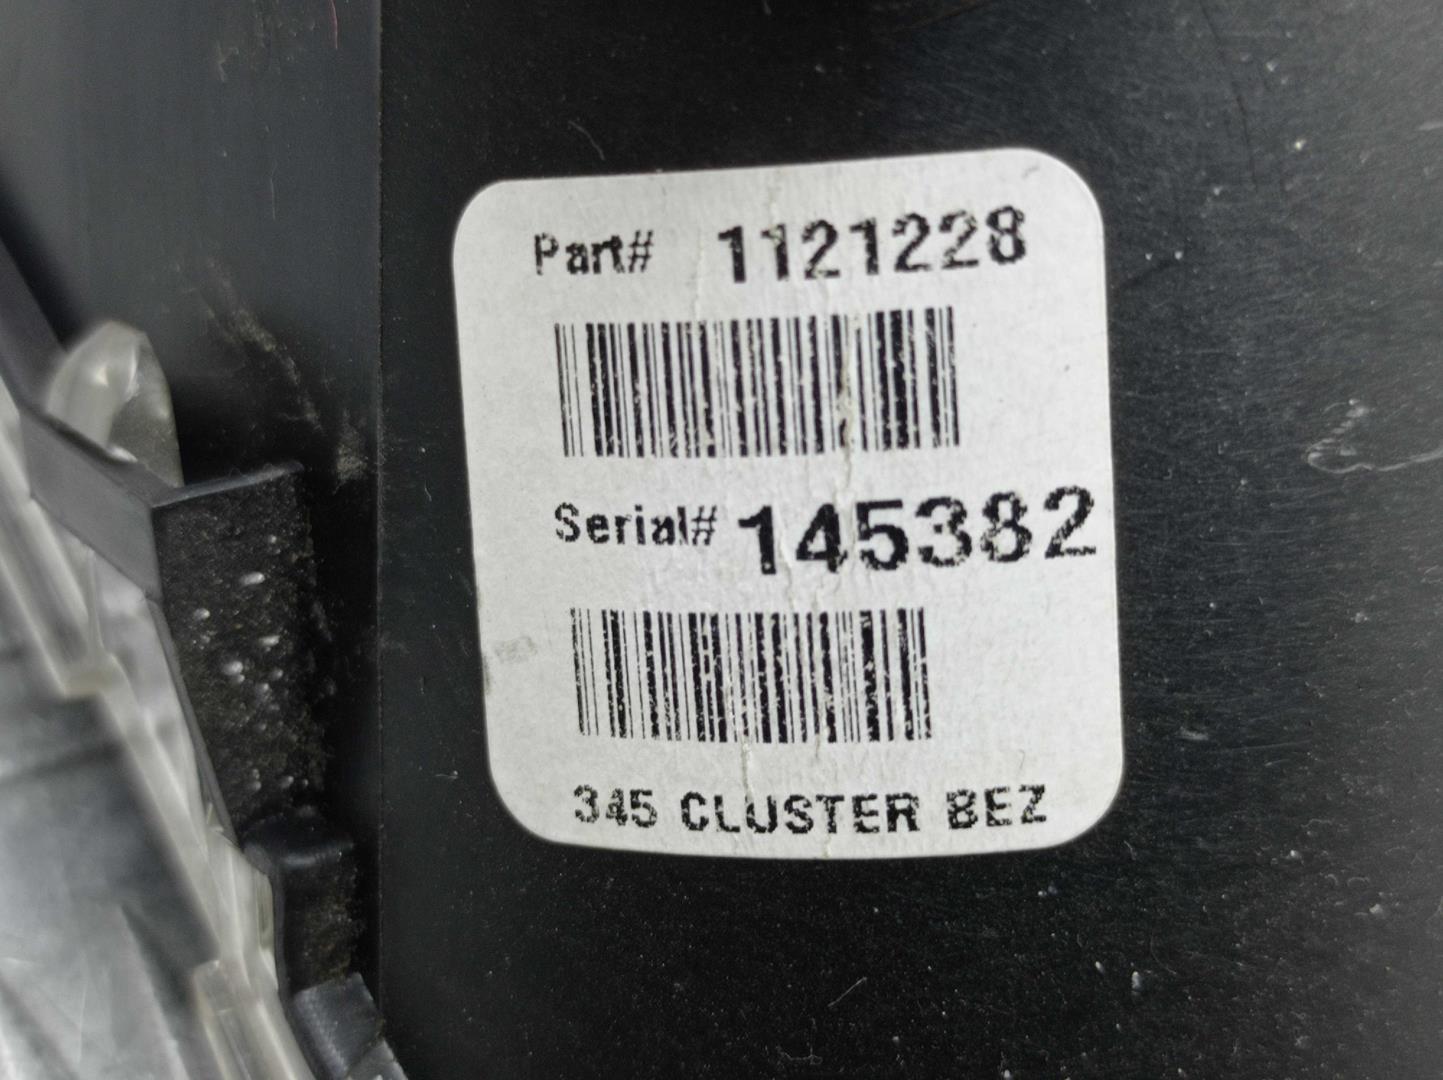 Part# 1121228
Serial# 145382
345 CLUSTER BEZ